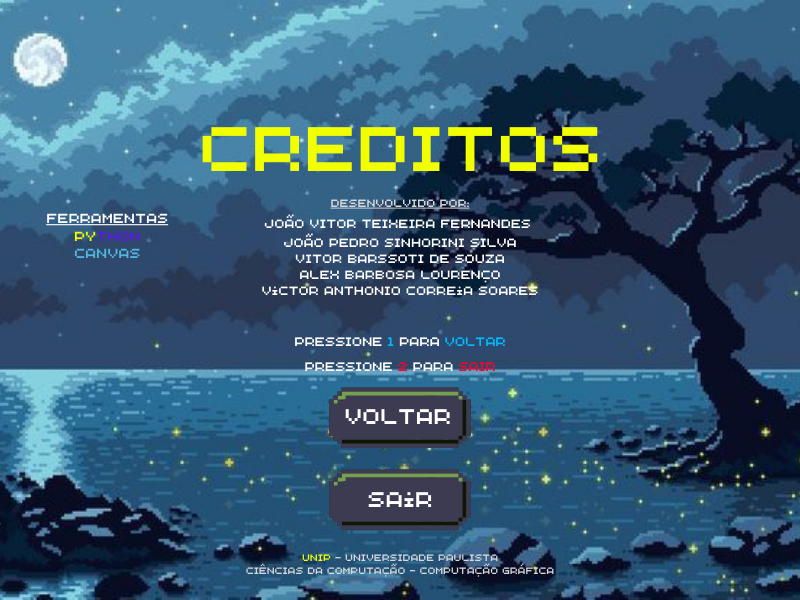 CREDITOS
DESENVOLVIDO POR:
JOÃO VITOR TEIXEIRA FERNANDES
JOÃO PEDRO SINHORINI SILVA
VITOR BARSSOTI DE SOUZA
ALEX BARBOSA LOURENÇO
VíCTOR ANTHONIO CORREiA SOARES
FERRAMENTAS
PYTHON
CANVAS
PRESSIONE 1 PARA VOLTAR
PRESSIONE 2 PARA SAIR
VOLTAR
SAiR
UNIP - UNIVERSIDADE PAULISTA
CIÊNCIAS DA COMPUTAÇÃO - COMPUTAÇÃO GRÁFICA